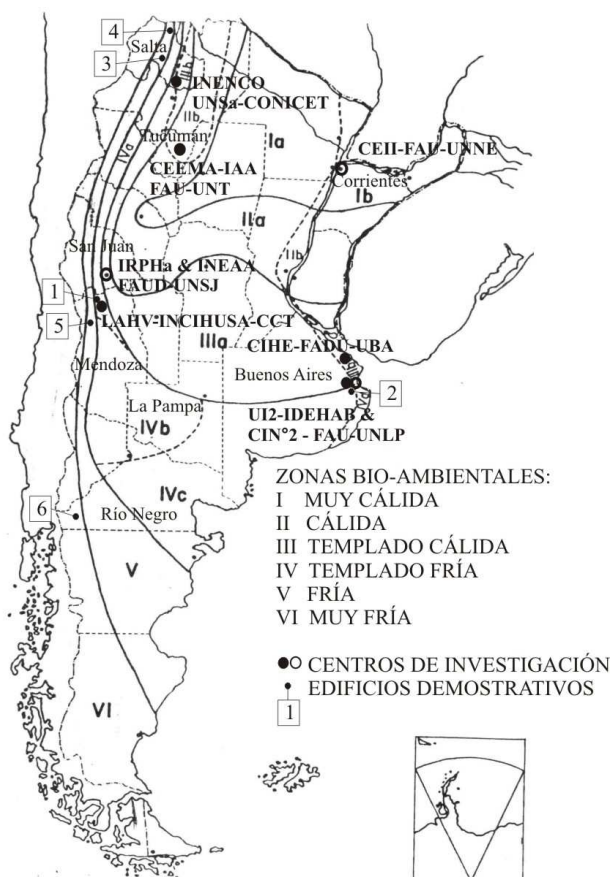 4
Salta
3
IIIb
INENCO
UNSa-CONICET
IIb
Tucumán
Ia
IVa
CEEMA-IAA
FAU-UNT
CEII-FAU-UNNE
Corrientes
Ib
IIa
San Juan
IIb
IRPHa & INEAA
FAUD-UNSJ
1
5
LAHV-INCIHUSA-CCT
IIIa
CIHE-FADU-UBA
Mendoza
Buenos Aires
2
La Pampa
UI2-IDEHAB &
CIN°2 - FAU-UNLP
IVb
ZONAS BIO-AMBIENTALES:
I MUY CÁLIDA
II CÁLIDA
III TEMPLADO CÁLIDA
IV TEMPLADO FRÍA
V FRÍA
VI MUY FRÍA
IVc
6
Río Negro
V
CENTROS DE INVESTIGACIÓN
EDIFICIOS DEMOSTRATIVOS
1
VI